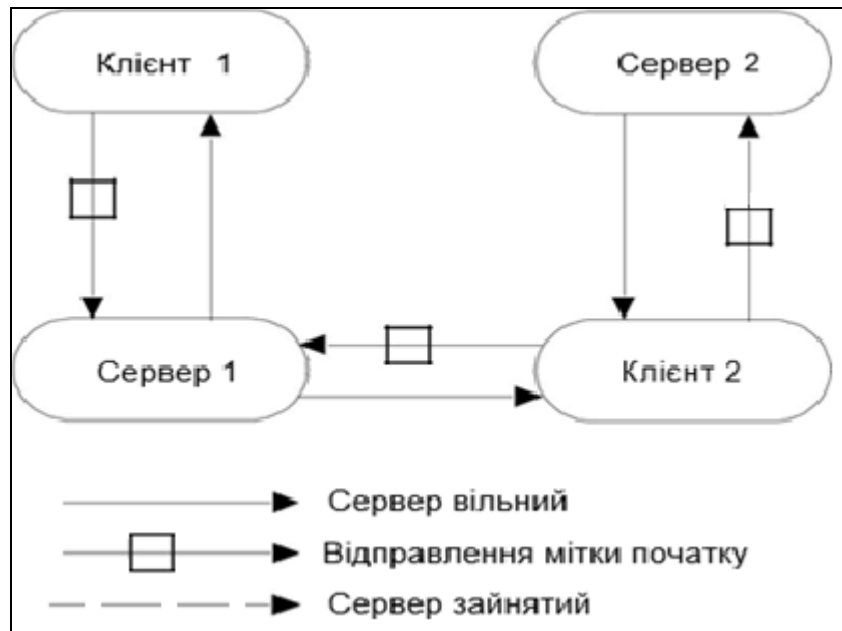 Клієнт 1
Сервер 2
Сервер 1
Клієнт 2
Сервер вільний
Відправлення мітки початку
Сервер зайнятий